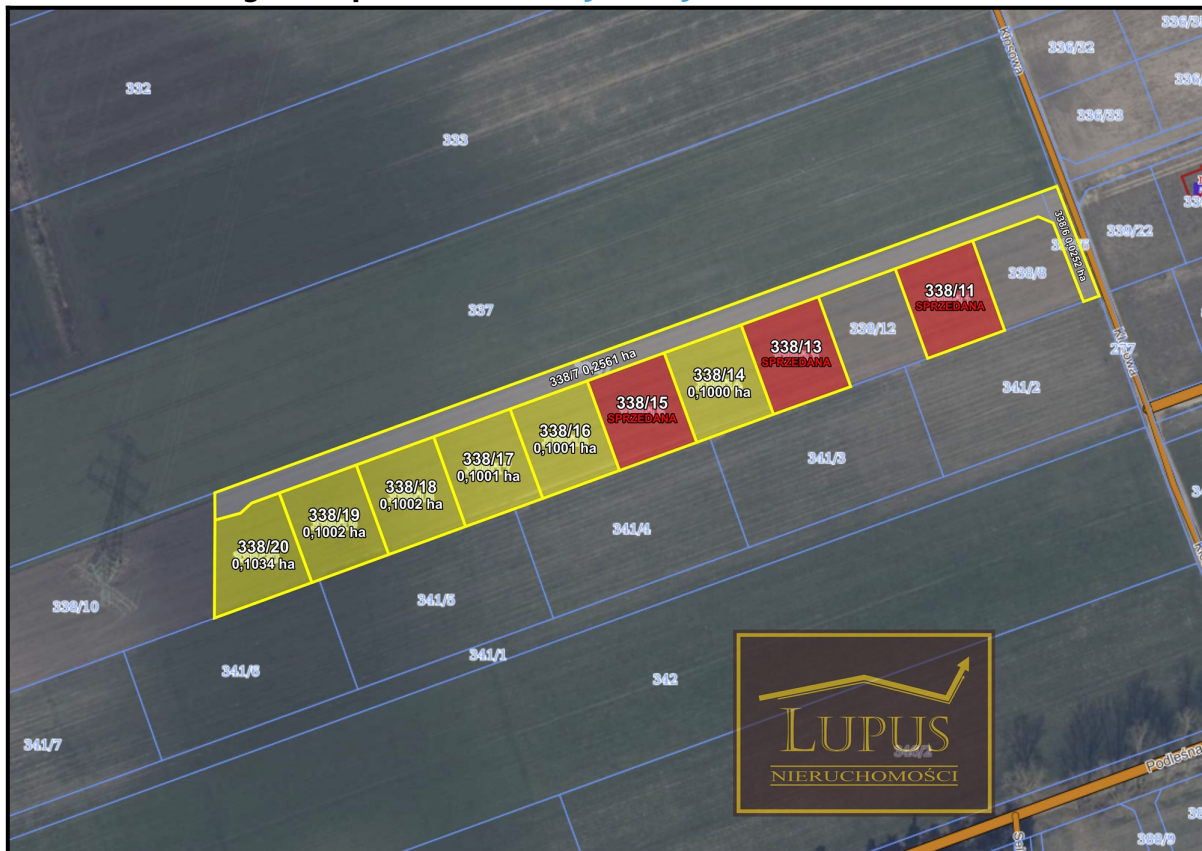 Kłosowa
336/32
336/33
332
333
339/22
338/6 0,0252 ha
338/8
338/11
SPRZEDANA
337
338/12
338/13
SPRZEDANA
Kłosowa
338/7 0,2561 ha
338/14
0,1000 ha
341/2
338/15
SPRZEDANA
338/16
0,1001 ha
341/3
338/17
0,1001 ha
338/18
0,1002 ha
341/4
338/19
0,1002 ha
338/20
0,1034 ha
338/10
341/5
341/1
341/6
342
341/7
LUPUS
NIERUCHOMOŚCI
Podleśna
388/9